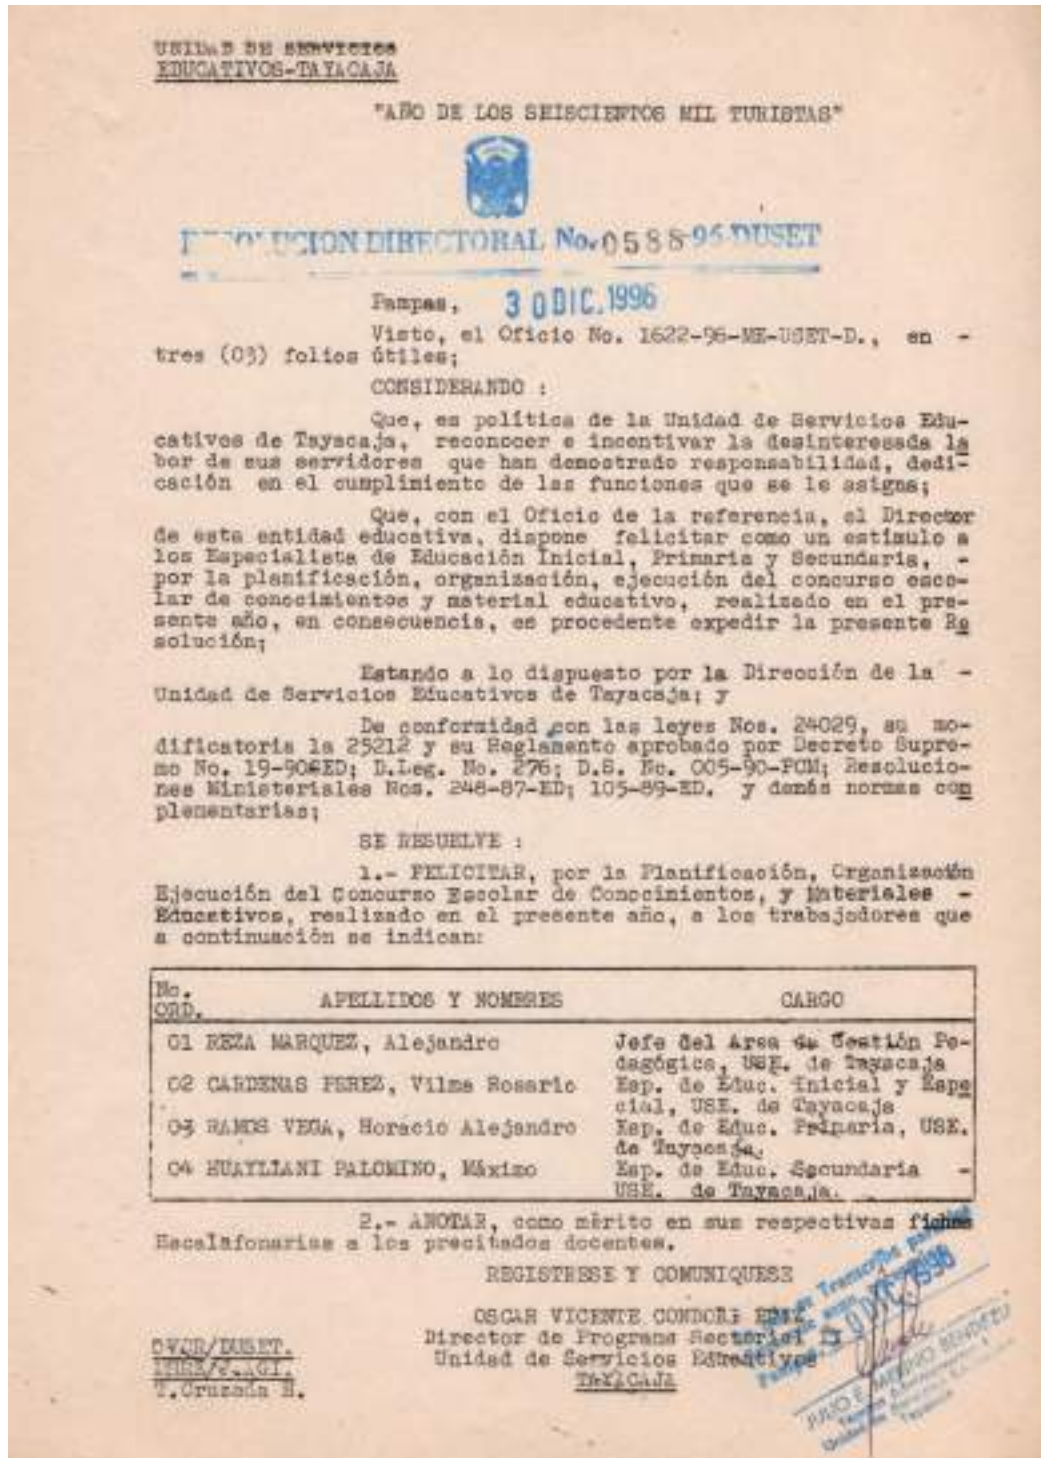 UNIDAD DE SERVICIOS
EDUCATIVOS-TAYACAJA
"AÑO DE LOS SEISCIENTOS MIL TURISTAS"
RESOLUCION DIRECTORAL No. 0588-96-DUSET
Pampas, 30 DIC. 1996
Visto, el Oficio No. 1622-96-ME-USET-D., en -
tres (03) folios útiles;
CONSIDERANDO :
Que, es política de la Unidad de Servicios Edu-
cativos de Tayacaja, reconocer e incentivar la desinteresada la
bor de sus servidores que han demostrado responsabilidad, dedi-
cación en el cumplimiento de las funciones que se le asigna;
Que, con el Oficio de la referencia, el Director
de esta entidad educativa, dispone felicitar como un estímulo a
los Especialista de Educación Inicial, Primaria y Secundaria, -
por la planificación, organización, ejecución del concurso esco-
lar de conocimientos y material educativo, realizado en el pre-
sente año, en consecuencia, es procedente expedir la presente Re
solución;
Estando a lo dispuesto por la Dirección de la -
Unidad de Servicios Educativos de Tayacaja; y
De conformidad con las leyes Nos. 24029, su mo-
dificatoria la 25212 y su Reglamento aprobado por Decreto Supre-
mo No. 19-90-ED; D.Leg. No. 276; D.S. No. 005-90-PCM; Resolucio-
nes Ministeriales Nos. 248-87-ED; 105-89-ED. y demás normas com
plementarias;
SE RESUELVE :
1.- FELICITAR, por la Planificación, Organización
Ejecución del Concurso Escolar de Conocimientos, y Materiales -
Educativos, realizado en el presente año, a los trabajadores que
a continuación se indican:
No. ORD. APELLIDOS Y NOMBRES CARGO
01 REZA MARQUEZ, Alejandro Jefe del Area de Gestión Pe-
dagógica, USE. de Tayacaja
02 CARDENAS PEREZ, Vilma Rosario Esp. de Educ. Inicial y Espe
cial, USE. de Tayacaja
03 RAMOS VEGA, Horacio Alejandro Esp. de Educ. Primaria, USE.
de Tayacaja.
04 HUAYLLANI PALOMINO, Máximo Esp. de Educ. Secundaria -
USE. de Tayacaja.
2.- ANOTAR, como mérito en sus respectivas fichas
Escalafonarias a los precitados docentes.
REGISTRESE Y COMUNIQUESE
OSCAR VICENTE CONDORI
Director de Programa Sectorial II
Unidad de Servicios Educativos
TAYACAJA
OVCR/DUSET.
T.Cruzada H.
Transcribo
Pampas, 30 DIC. 1996
JULIO E. MERINO BENDEZU